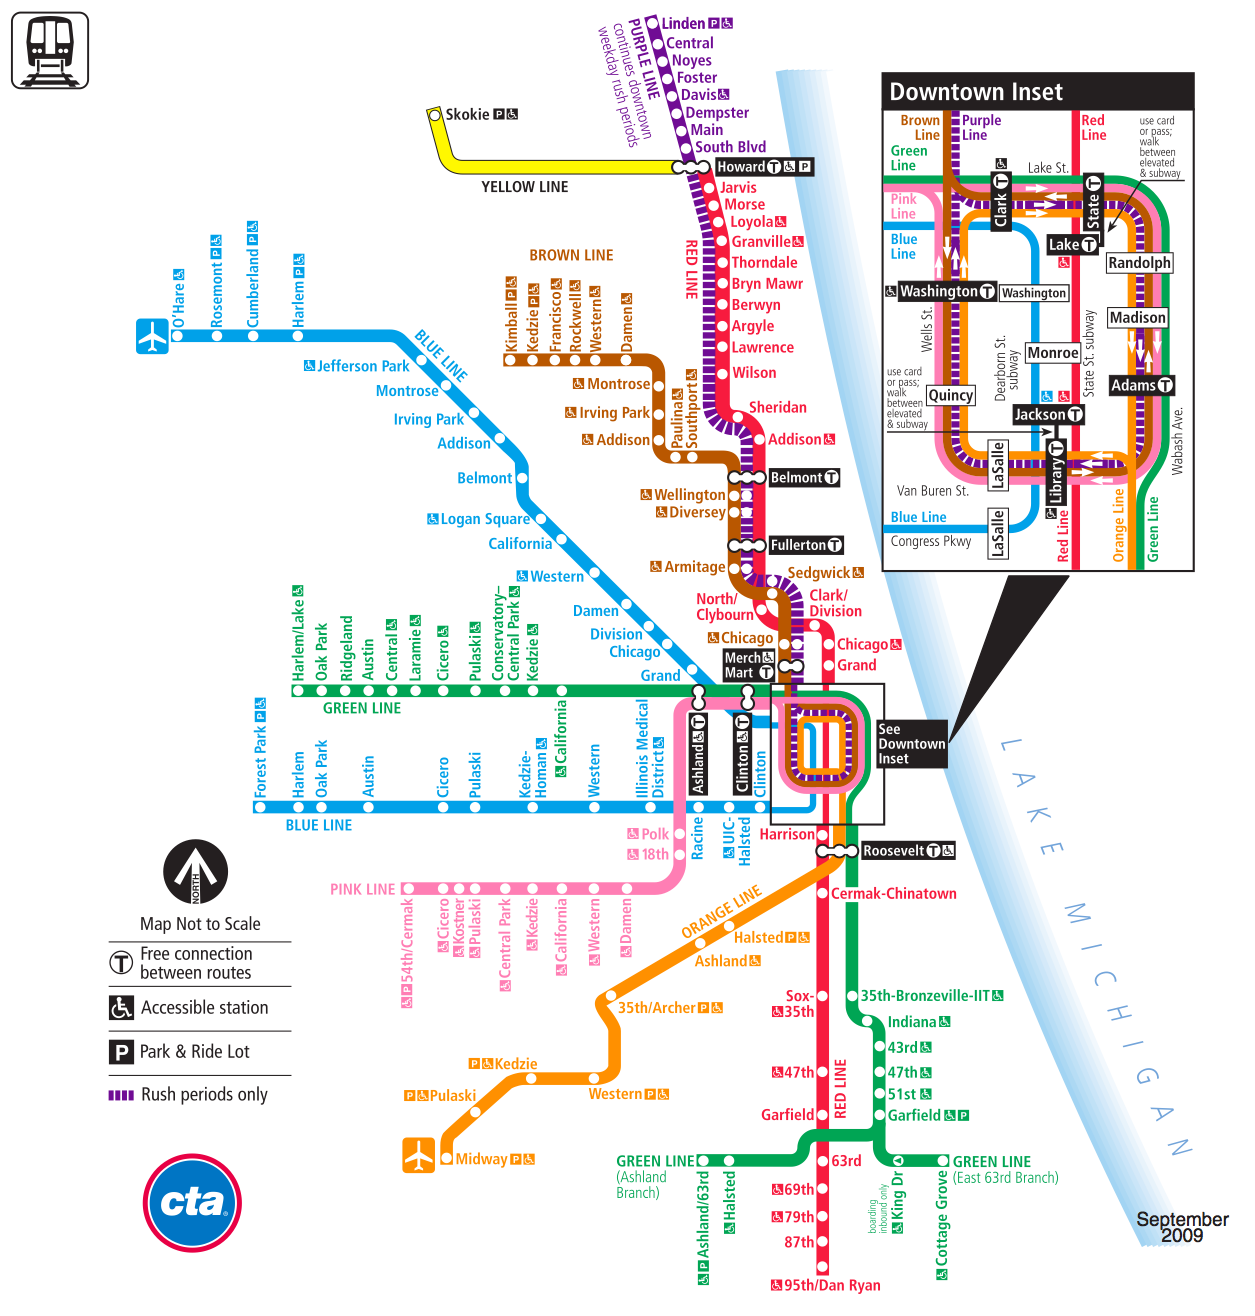 Linden P
Central
Noyes
Foster
Davis
Dempster
Main
South Blvd
PURPLE LINE
continues downtown
weekday rush periods
Skokie P
YELLOW LINE
Howard T P
Jarvis
Morse
Loyola
Granville
Thorndale
Bryn Mawr
Berwyn
Argyle
Lawrence
Wilson
Sheridan
Addison
RED LINE
Belmont T
Fullerton T
BROWN LINE
Kimball P
Kedzie P
Francisco
Rockwell
Western
Damen
Montrose
Irving Park
Addison
Paulina
Southport
Wellington
Diversey
Armitage
Sedgwick
North/
Clybourn
Clark/
Division
Chicago
Chicago
Grand
Merch
Mart T
O'Hare
Rosemont P
Cumberland P
Harlem P
BLUE LINE
Jefferson Park
Montrose
Irving Park
Addison
Belmont
Logan Square
California
Western
Damen
Division
Chicago
Grand
Harlem/Lake
Oak Park
Ridgeland
Austin
Central
Laramie
Cicero
Pulaski
Conservatory–
Central Park
Kedzie
California
GREEN LINE
Ashland T
Clinton T
Forest Park P
Harlem
Oak Park
Austin
Cicero
Pulaski
Kedzie-
Homan
Western
Illinois Medical
District
Racine
UIC-
Halsted
Clinton
BLUE LINE
Polk
18th
PINK LINE
P 54th/Cermak
Cicero
Kostner
Pulaski
Central Park
Kedzie
California
Western
Damen
See
Downtown
Inset
Harrison
Roosevelt T
Cermak-Chinatown
ORANGE LINE
Halsted P
Ashland
35th/Archer P
P Kedzie
Western P
P Pulaski
Midway P
Sox-
35th
35th-Bronzeville-IIT
Indiana
43rd
47th
47th
51st
Garfield
Garfield P
RED LINE
GREEN LINE
(Ashland
Branch)
63rd
GREEN LINE
(East 63rd Branch)
P Ashland/63rd
Halsted
69th
79th
87th
95th/Dan Ryan
boarding
inbound only
King Dr
Cottage Grove
LAKE MICHIGAN
Downtown Inset
Brown
Line
Purple
Line
Red
Line
use card
or pass;
walk
between
elevated
& subway
Green
Line
Lake St.
Pink
Line
Clark T
State T
Blue
Line
Lake T
Randolph
Washington T
Washington
Wells St.
Madison
Dearborn St.
subway
Monroe
State St. subway
use card
or pass;
walk
between
elevated
& subway
Quincy
Adams T
Jackson T
Wabash Ave.
LaSalle
Library T
Van Buren St.
Blue Line
Congress Pkwy
LaSalle
Red Line
Orange Line
Green Line
NORTH
Map Not to Scale
T Free connection
between routes
Accessible station
P Park & Ride Lot
Rush periods only
cta®
September
2009